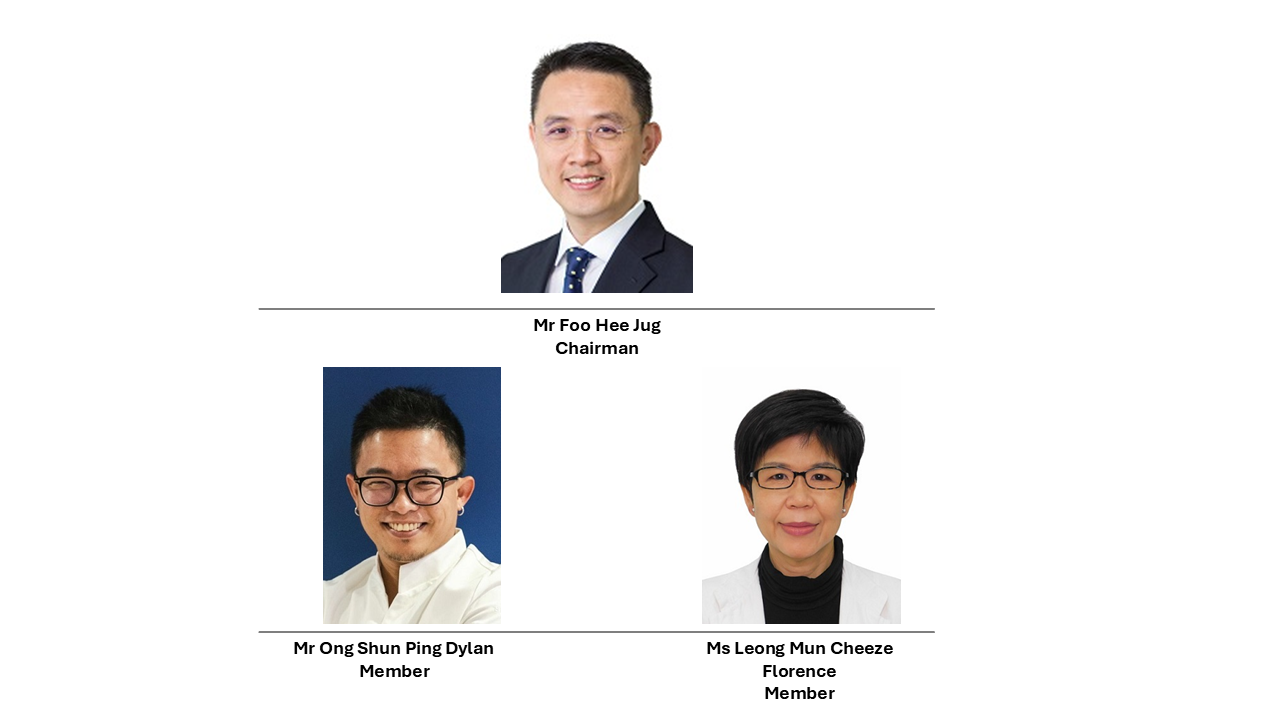 Mr Foo Hee Jug
Chairman
Mr Ong Shun Ping Dylan
Member
Ms Leong Mun Cheeze
Florence
Member